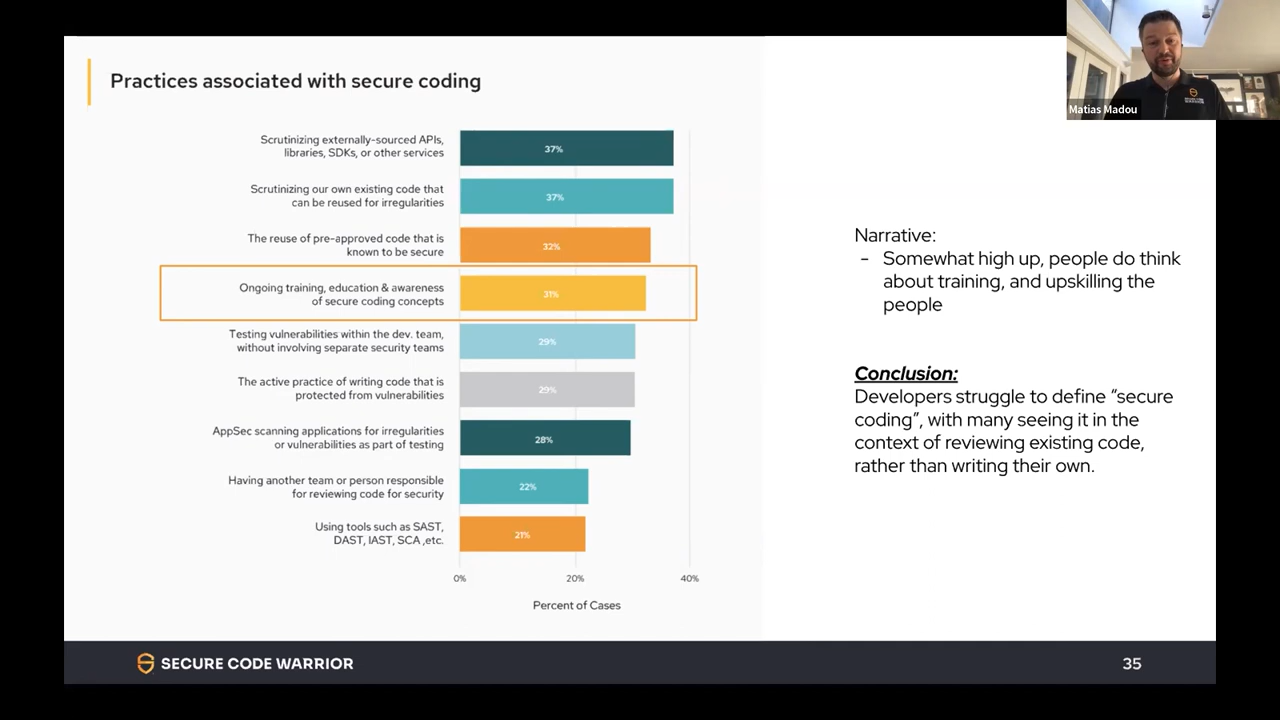 Practices associated with secure coding
Scrutinizing externally-sourced APIs,
libraries, SDKs, or other services
37%
Scrutinizing our own existing code that
can be reused for irregularities
37%
The reuse of pre-approved code that is
known to be secure
32%
Ongoing training, education & awareness
of secure coding concepts
31%
Testing vulnerabilities within the dev. team,
without involving separate security teams
29%
The active practice of writing code that is
protected from vulnerabilities
29%
AppSec scanning applications for irregularities
or vulnerabilities as part of testing
28%
Having another team or person responsible
for reviewing code for security
22%
Using tools such as SAST,
DAST, IAST, SCA ,etc.
21%
0% 20% 40%
Percent of Cases
Matias Madou
Narrative:
- Somewhat high up, people do think
about training, and upskilling the
people
Conclusion:
Developers struggle to define “secure
coding”, with many seeing it in the
context of reviewing existing code,
rather than writing their own.
SECURE CODE WARRIOR
35